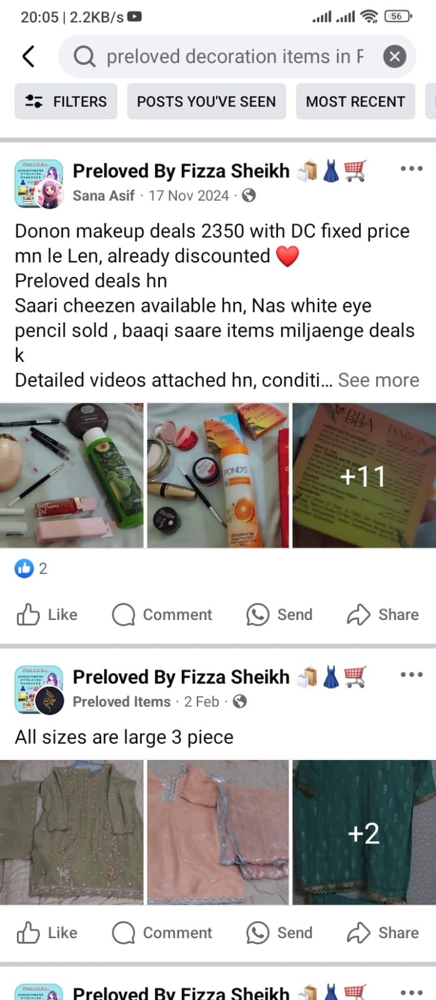 20:05 | 2.2KB/s
56
preloved decoration items in F
FILTERS
POSTS YOU'VE SEEN
MOST RECENT
Preloved By Fizza Sheikh 🛍️👗🛒
Sana Asif · 17 Nov 2024 ·
Donon makeup deals 2350 with DC fixed price
mn le Len, already discounted ❤️
Preloved deals hn
Saari cheezen available hn, Nas white eye
pencil sold , baaqi saare items miljaenge deals
k
Detailed videos attached hn, conditi... See more
POND'S
BBA
TANBON
+11
2
Like
Comment
Send
Share
Preloved By Fizza Sheikh 🛍️👗🛒
Preloved Items · 2 Feb ·
All sizes are large 3 piece
+2
Like
Comment
Send
Share
Preloved By Fizza Sheikh 🛍️👗🛒